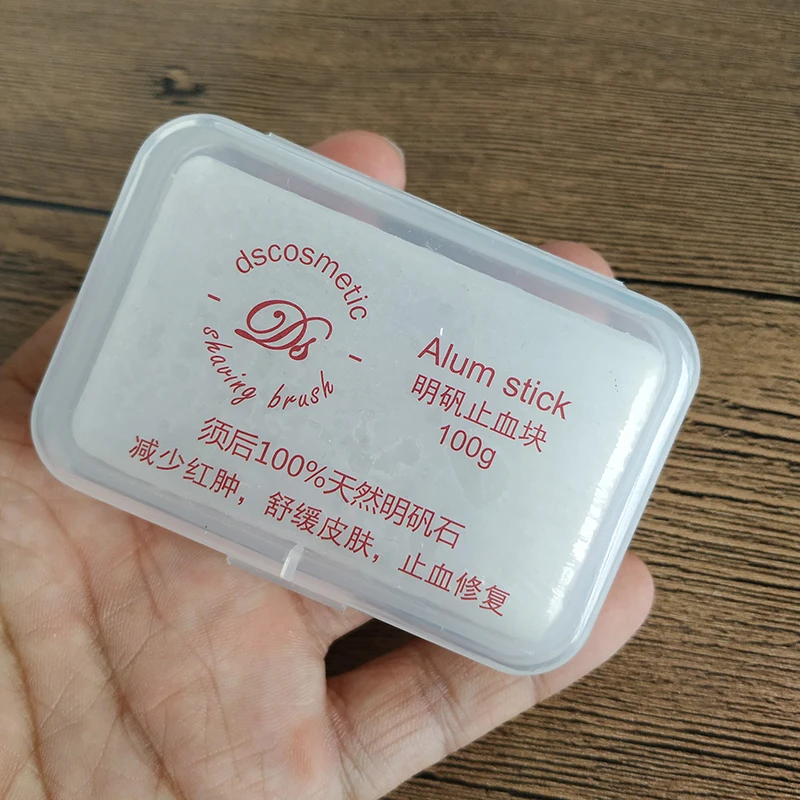 dscosmetic
Ds
shaving brush
Alum stick
明矾止血块
100g
须后100%天然明矾石
减少红肿，舒缓皮肤，止血修复